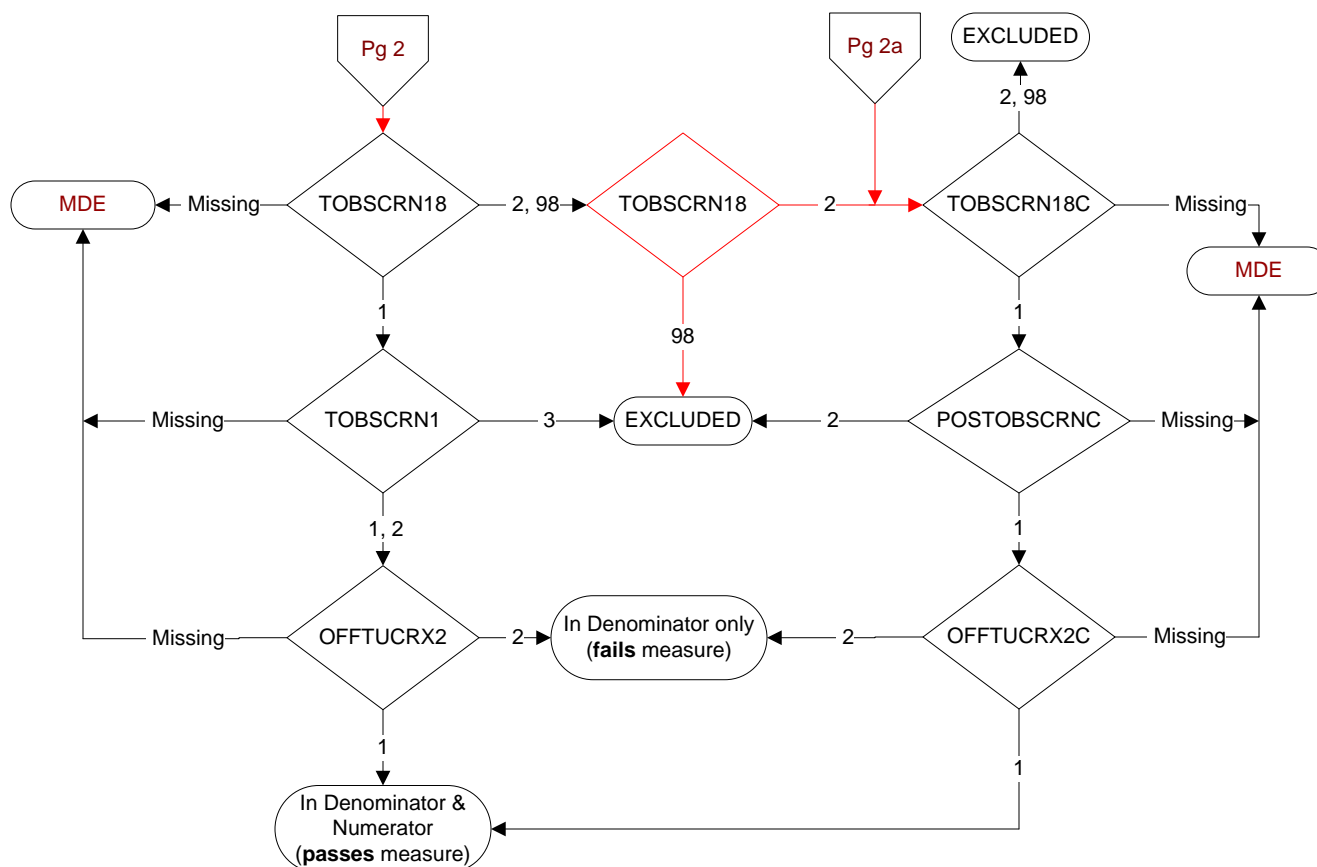 Pg 2
Pg 2a
EXCLUDED
2, 98
MDE
Missing
TOBSCRN18
2, 98
TOBSCRN18
2
TOBSCRN18C
Missing
MDE
1
98
1
Missing
TOBSCRN1
3
EXCLUDED
2
POSTOBSCRNC
Missing
1, 2
1
Missing
OFFTUCRX2
2
In Denominator only
(fails measure)
2
OFFTUCRX2C
Missing
1
1
In Denominator &
Numerator
(passes measure)